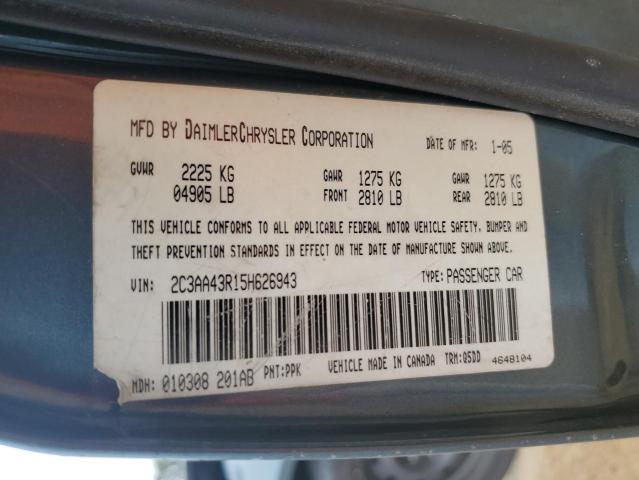 MFD BY DAIMLERCHRYSLER CORPORATION DATE OF MFR: 1-05
GVWR 2225 KG GAWR 1275 KG GAWR 1275 KG
04905 LB FRONT 2810 LB REAR 2810 LB
THIS VEHICLE CONFORMS TO ALL APPLICABLE FEDERAL MOTOR VEHICLE SAFETY, BUMPER AND
THEFT PREVENTION STANDARDS IN EFFECT ON THE DATE OF MANUFACTURE SHOWN ABOVE.
VIN: 2C3AA43R15H626943 TYPE: PASSENGER CAR
MDH: 010308 201AB PNT: PPK VEHICLE MADE IN CANADA TRM: Q5DD 4648104